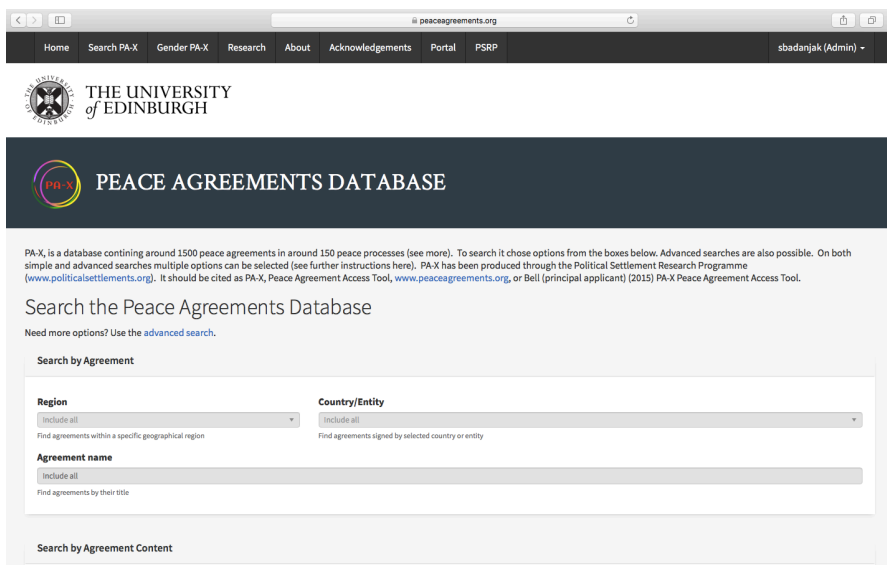 peaceagreements.org
Home Search PA-X Gender PA-X Research About Acknowledgements Portal PSRP sbadanjak (Admin)
THE UNIVERSITY
of EDINBURGH
THE UNIVERSITY OF EDINBURGH
PA-X PEACE AGREEMENTS DATABASE
PA-X, is a database contining around 1500 peace agreements in around 150 peace processes (see more). To search it chose options from the boxes below. Advanced searches are also possible. On both
simple and advanced searches multiple options can be selected (see further instructions here). PA-X has been produced through the Political Settlement Research Programme
(www.politicalsettlements.org). It should be cited as PA-X, Peace Agreement Access Tool, www.peaceagreements.org, or Bell (principal applicant) (2015) PA-X Peace Agreement Access Tool.
Search the Peace Agreements Database
Need more options? Use the advanced search.
Search by Agreement
Region Country/Entity
Include all Include all
Find agreements within a specific geographical region Find agreements signed by selected country or entity
Agreement name
Include all
Find agreements by their title
Search by Agreement Content